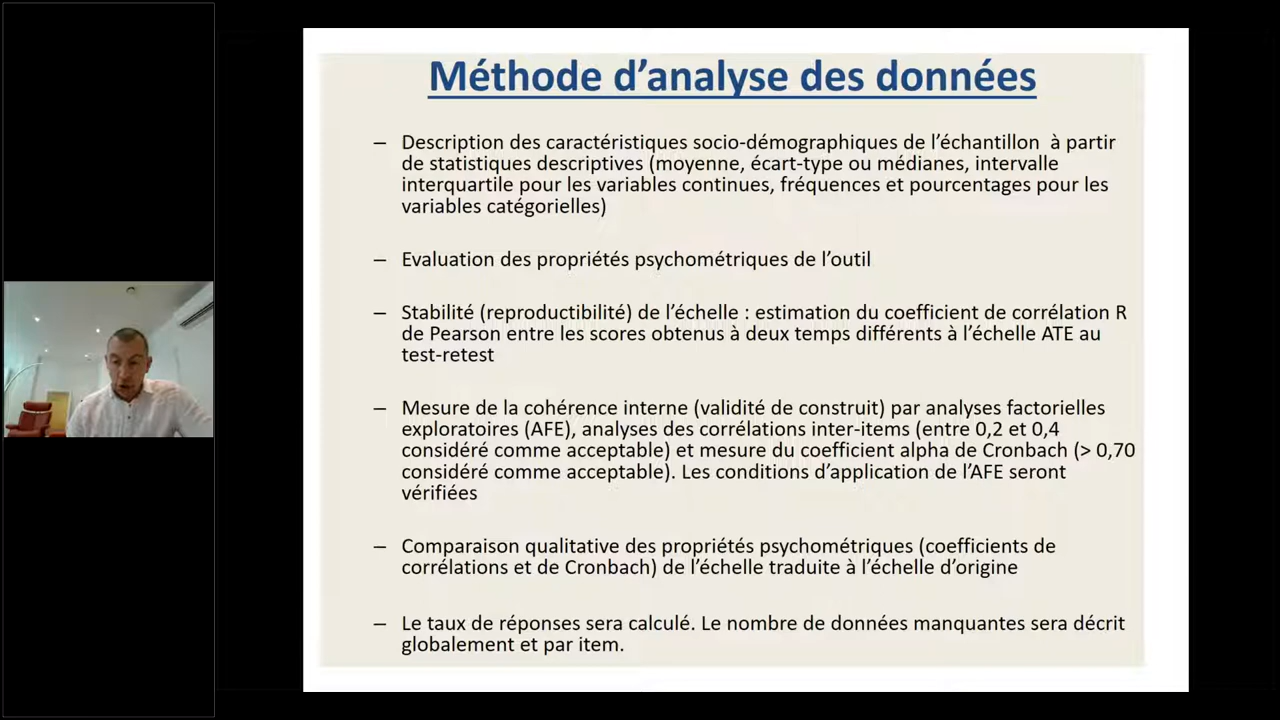 Méthode d’analyse des données
– Description des caractéristiques socio-démographiques de l’échantillon à partir
de statistiques descriptives (moyenne, écart-type ou médianes, intervalle
interquartile pour les variables continues, fréquences et pourcentages pour les
variables catégorielles)
– Evaluation des propriétés psychométriques de l’outil
– Stabilité (reproductibilité) de l’échelle : estimation du coefficient de corrélation R
de Pearson entre les scores obtenus à deux temps différents à l’échelle ATE au
test-retest
– Mesure de la cohérence interne (validité de construit) par analyses factorielles
exploratoires (AFE), analyses des corrélations inter-items (entre 0,2 et 0,4
considéré comme acceptable) et mesure du coefficient alpha de Cronbach (> 0,70
considéré comme acceptable). Les conditions d’application de l’AFE seront
vérifiées
– Comparaison qualitative des propriétés psychométriques (coefficients de
corrélations et de Cronbach) de l’échelle traduite à l’échelle d’origine
– Le taux de réponses sera calculé. Le nombre de données manquantes sera décrit
globalement et par item.